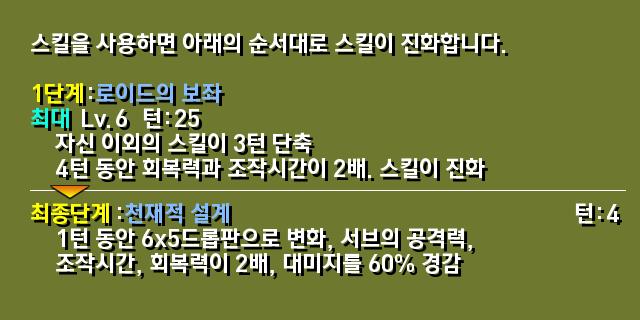 스킬을 사용하면 아래의 순서대로 스킬이 진화합니다.
1단계:로이드의 보좌
최대 Lv.6 턴:25
자신 이외의 스킬이 3턴 단축
4턴 동안 회복력과 조작시간이 2배. 스킬이 진화
최종단계:천재적 설계 턴:4
1턴 동안 6x5드롭판으로 변화, 서브의 공격력,
조작시간, 회복력이 2배, 대미지를 60% 경감